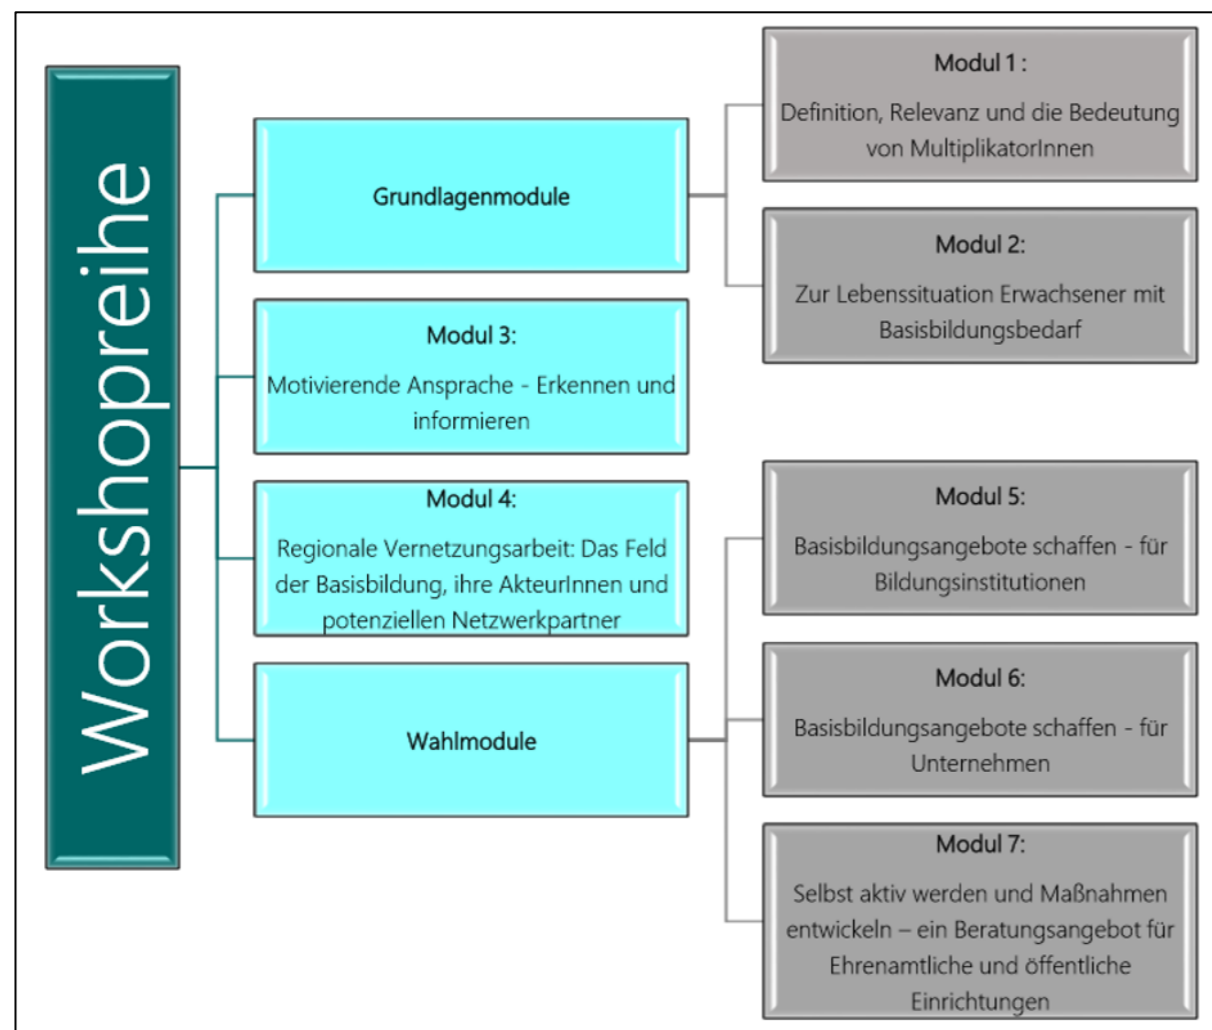 Workshopreihe
Grundlagenmodule
Modul 1 :
Definition, Relevanz und die Bedeutung
von MultiplikatorInnen
Modul 2:
Zur Lebenssituation Erwachsener mit
Basisbildungsbedarf
Modul 3:
Motivierende Ansprache - Erkennen und
informieren
Modul 4:
Regionale Vernetzungsarbeit: Das Feld
der Basisbildung, ihre AkteurInnen und
potenziellen Netzwerkpartner
Wahlmodule
Modul 5:
Basisbildungsangebote schaffen - für
Bildungsinstitutionen
Modul 6:
Basisbildungsangebote schaffen - für
Unternehmen
Modul 7:
Selbst aktiv werden und Maßnahmen
entwickeln – ein Beratungsangebot für
Ehrenamtliche und öffentliche
Einrichtungen